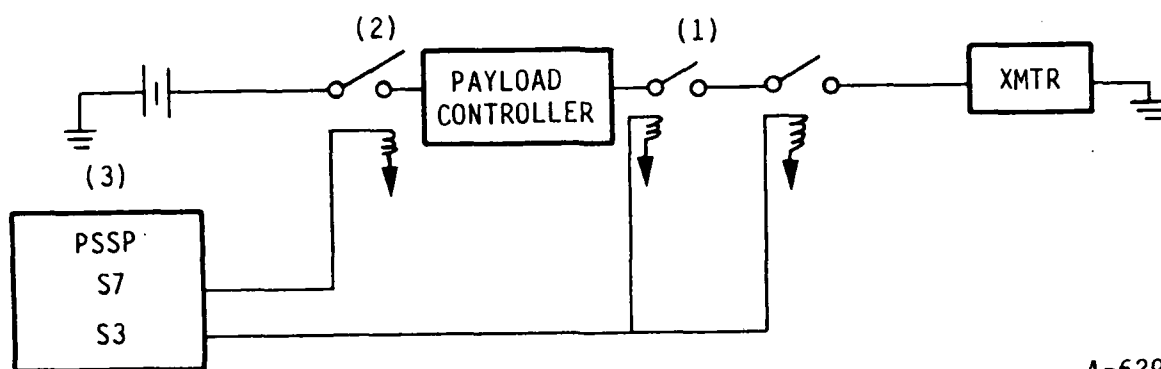 (2)
(1)
PAYLOAD
CONTROLLER
XMTR
(3)
PSSP
S7
S3